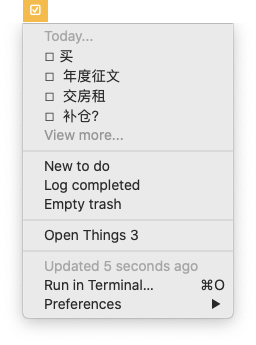 Today...
□ 买
□ 年度征文
□ 交房租
□ 补仓?
View more...
New to do
Log completed
Empty trash
Open Things 3
Updated 5 seconds ago
Run in Terminal... ⌘O
Preferences ▶